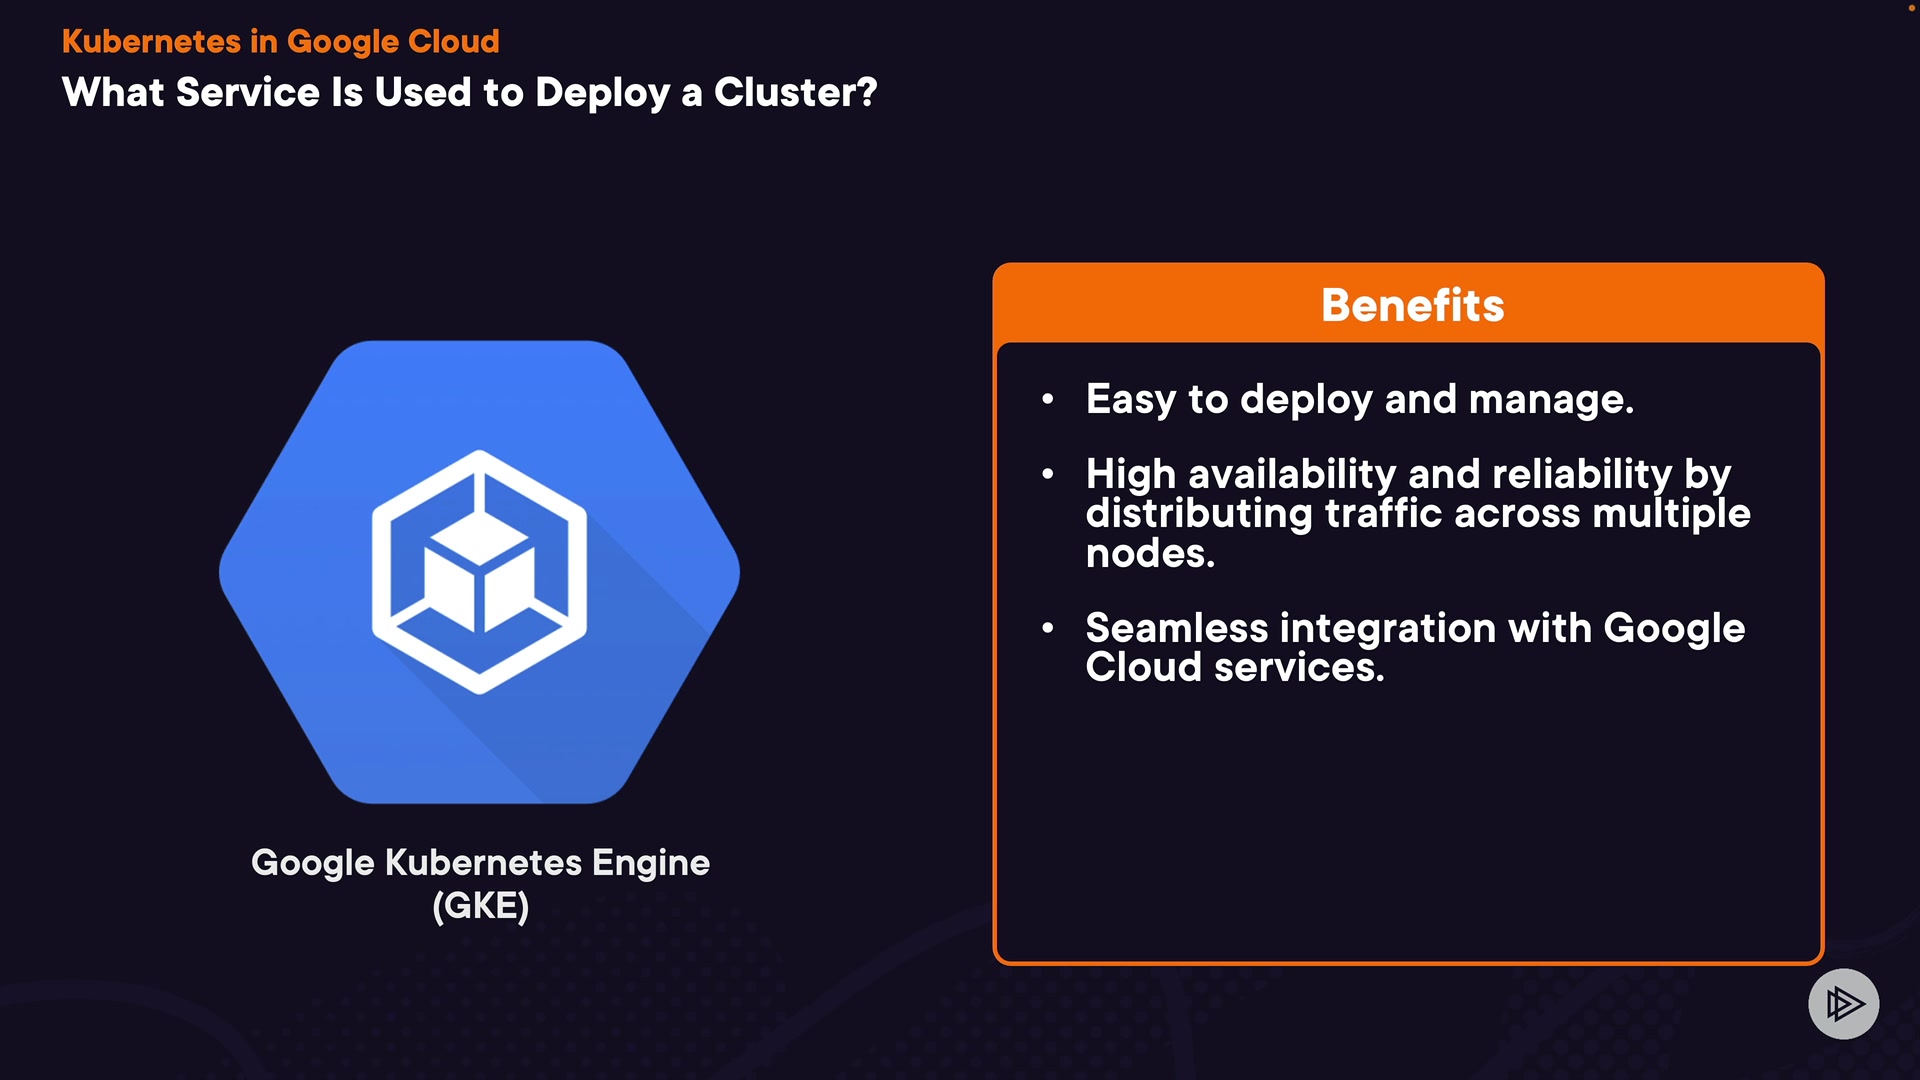 Kubernetes in Google Cloud
What Service Is Used to Deploy a Cluster?
Google Kubernetes Engine
(GKE)
Benefits
• Easy to deploy and manage.
• High availability and reliability by
distributing traffic across multiple
nodes.
• Seamless integration with Google
Cloud services.